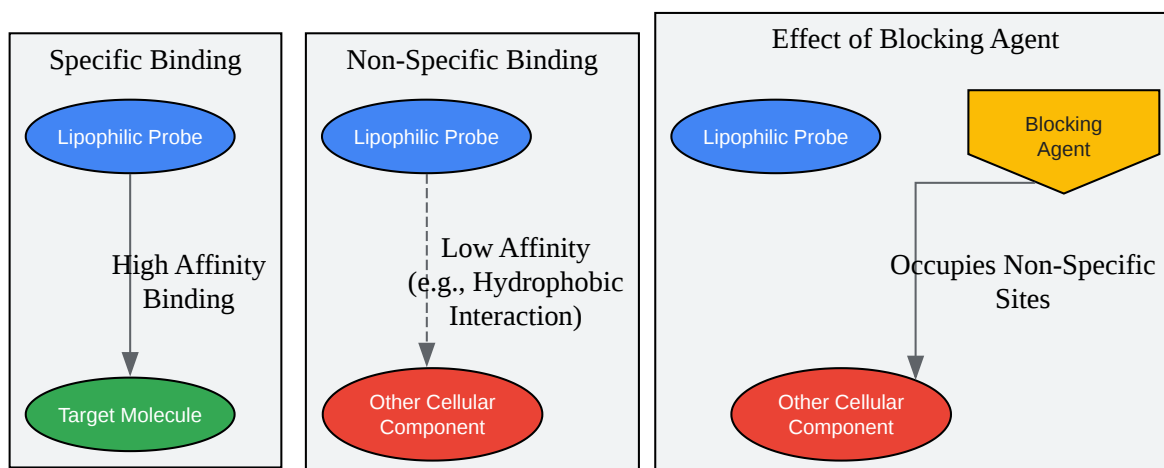 Specific Binding
Lipophilic Probe
High Affinity
Binding
Target Molecule
Non-Specific Binding
Lipophilic Probe
Low Affinity
(e.g., Hydrophobic
Interaction)
Other Cellular
Component
Effect of Blocking Agent
Lipophilic Probe
Blocking
Agent
Occupies Non-Specific
Sites
Other Cellular
Component